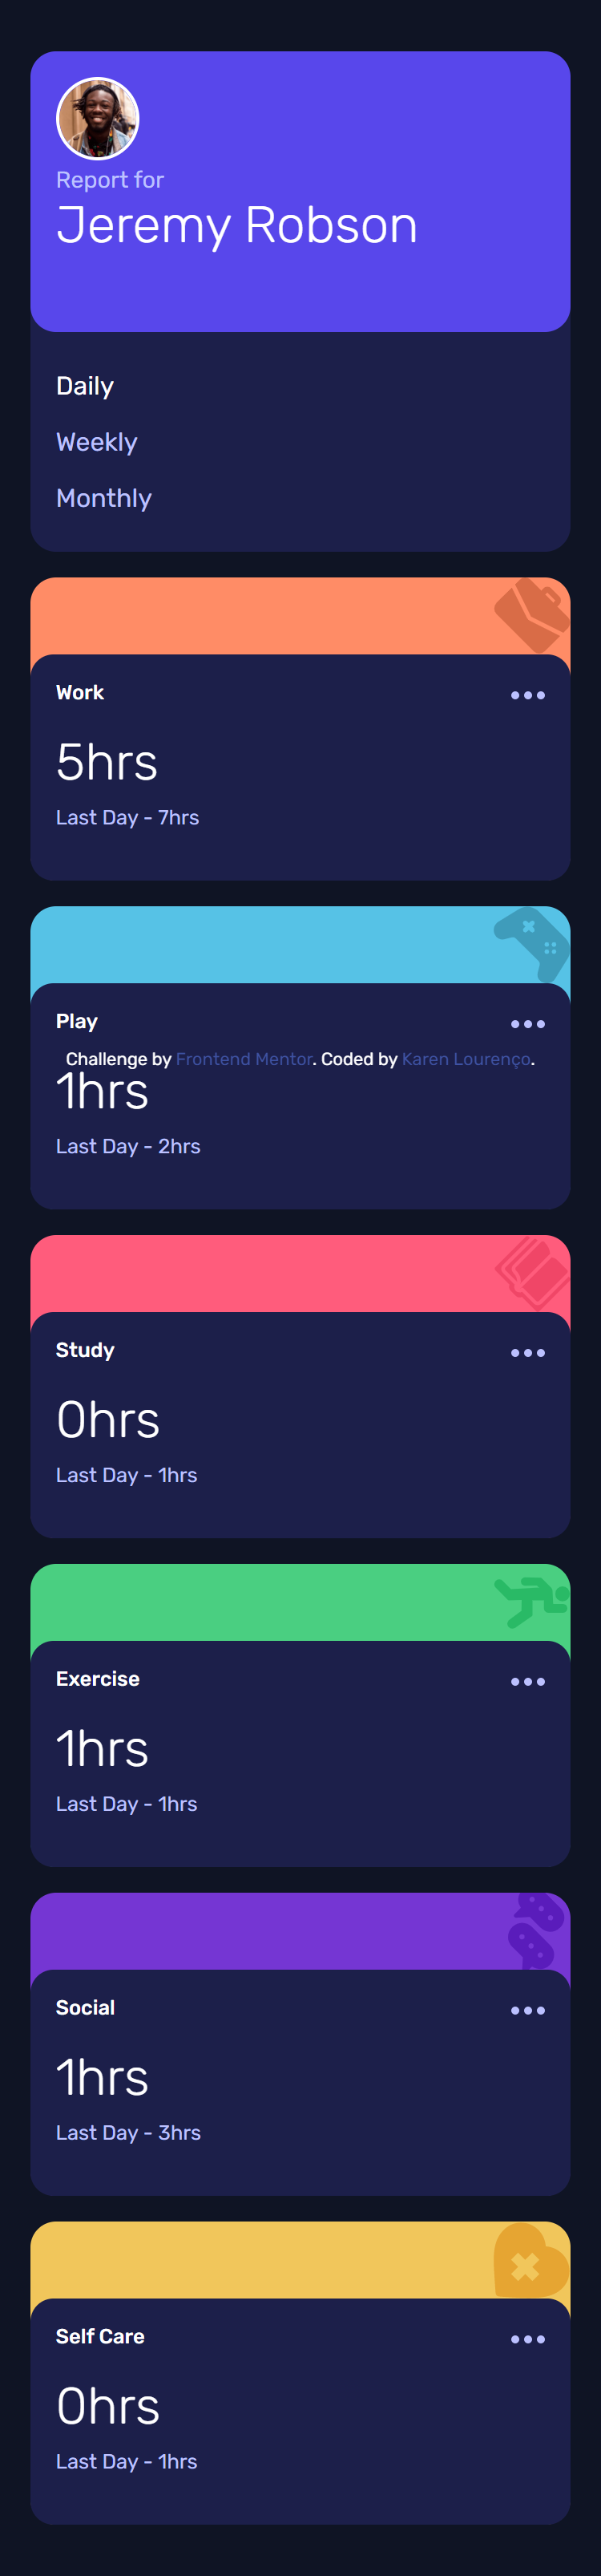 Report for
Jeremy Robson
Daily
Weekly
Monthly
Work
5hrs
Last Day - 7hrs
Play
Challenge by Frontend Mentor. Coded by Karen Lourenço.
1hrs
Last Day - 2hrs
Study
0hrs
Last Day - 1hrs
Exercise
1hrs
Last Day - 1hrs
Social
1hrs
Last Day - 3hrs
Self Care
0hrs
Last Day - 1hrs